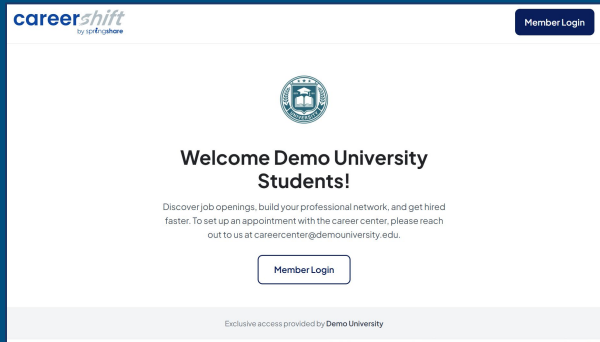 careershift
by springshare
Member Login
UNIVERSITY
Welcome Demo University
Students!
Discover job openings, build your professional network, and get hired
faster. To set up an appointment with the career center, please reach
out to us at careercenter@demouniversity.edu.
Member Login
Exclusive access provided by Demo University